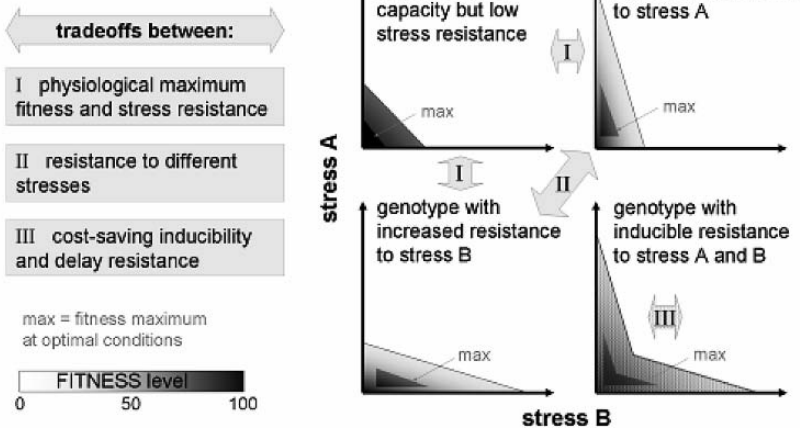 tradeoffs between:
I physiological maximum
fitness and stress resistance
II resistance to different
stresses
III cost-saving inducibility
and delay resistance
max = fitness maximum
at optimal conditions
FITNESS level
0 50 100
stress A
capacity but low
stress resistance
max
I
to stress A
max
I
II
genotype with
increased resistance
to stress B
max
genotype with
inducible resistance
to stress A and B
III
max
stress B